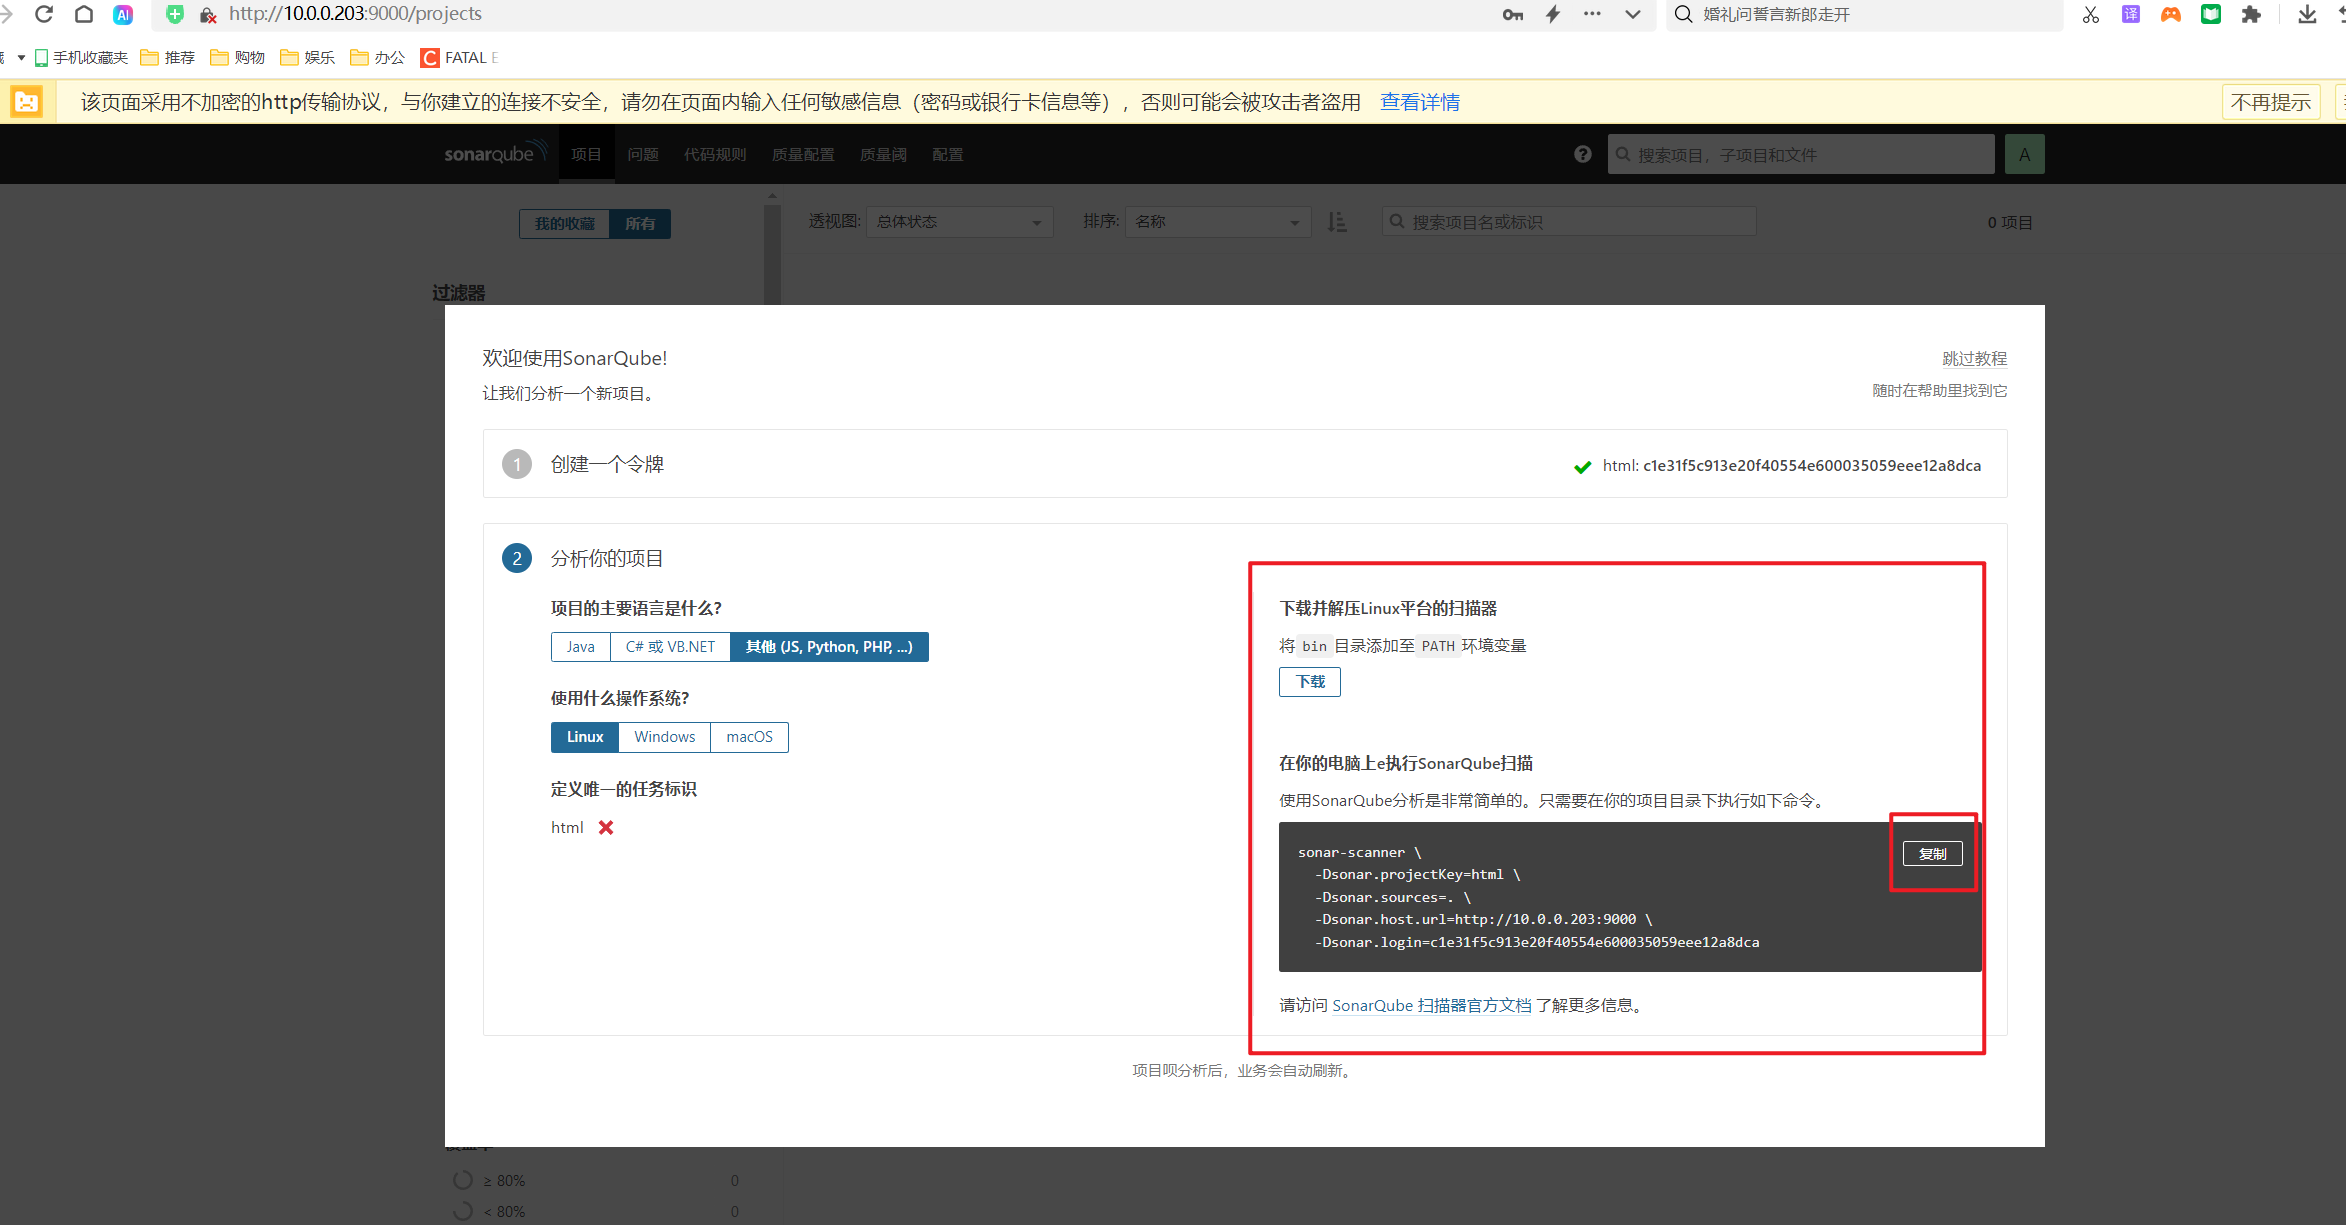 AI
http://10.0.0.203:9000/projects
婚礼问誓言新郎走开
译
手机收藏夹
推荐
购物
娱乐
办公
C
FATAL E
该页面采用不加密的http传输协议，与你建立的连接不安全，请勿在页面内输入任何敏感信息（密码或银行卡信息等），否则可能会被攻击者盗用
查看详情
不再提示
sonarqube
项目
问题
代码规则
质量配置
质量阈
配置
?
搜索项目，子项目和文件
A
我的收藏
所有
透视图:
总体状态
排序:
名称
搜索项目名或标识
0 项目
过滤器
欢迎使用SonarQube!
跳过教程
让我们分析一个新项目。
随时在帮助里找到它
1
创建一个令牌
html: c1e31f5c913e20f40554e600035059eee12a8dca
2
分析你的项目
项目的主要语言是什么?
Java
C# 或 VB.NET
其他 (JS, Python, PHP, ...)
使用什么操作系统?
Linux
Windows
macOS
定义唯一的任务标识
html
下载并解压Linux平台的扫描器
将 bin 目录添加至 PATH 环境变量
下载
在你的电脑上e执行SonarQube扫描
使用SonarQube分析是非常简单的。只需要在你的项目目录下执行如下命令。
复制
sonar-scanner \
-Dsonar.projectKey=html \
-Dsonar.sources=. \
-Dsonar.host.url=http://10.0.0.203:9000 \
-Dsonar.login=c1e31f5c913e20f40554e600035059eee12a8dca
请访问 SonarQube 扫描器官方文档 了解更多信息。
项目呗分析后，业务会自动刷新。
≥ 80%
0
< 80%
0